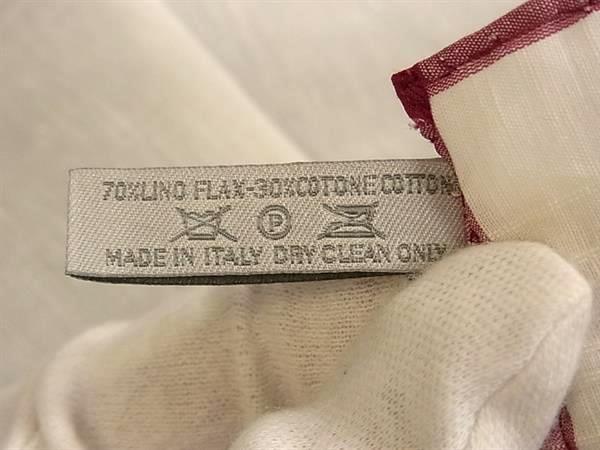 70%LINO FLAX-30%COTONE COTTON
P
MADE IN ITALY DRY CLEAN ONLY